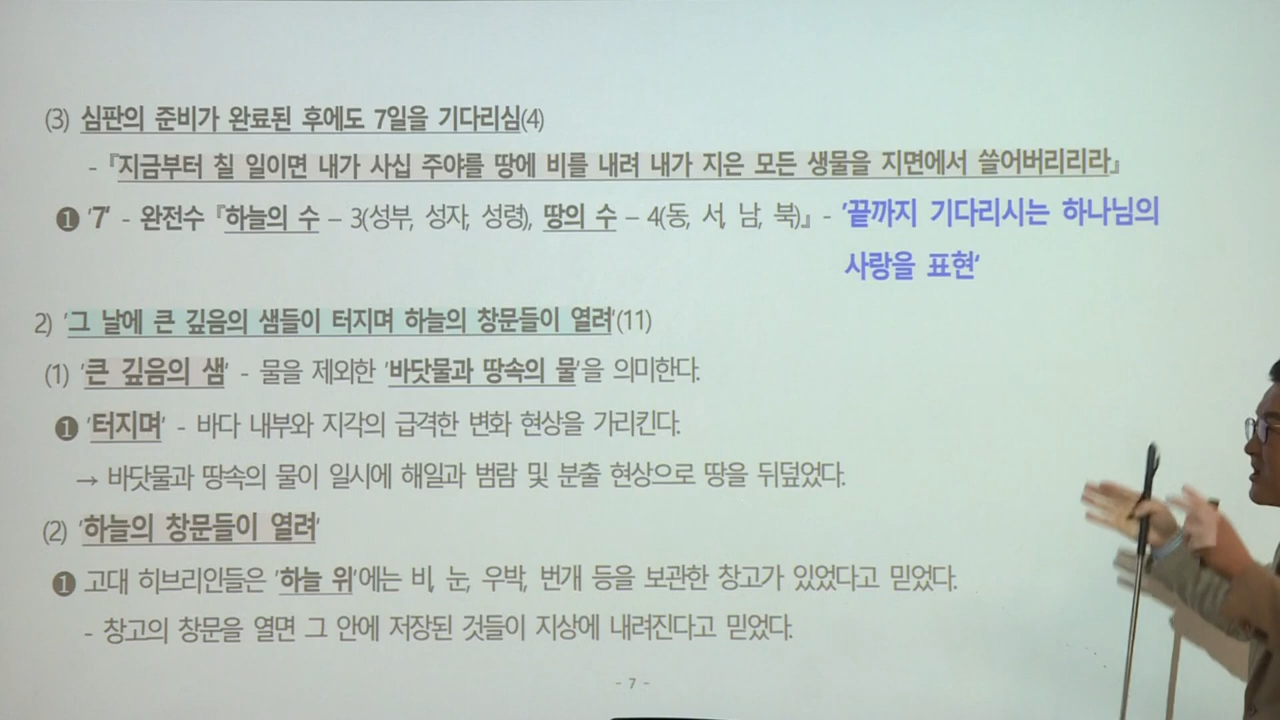 (3) 심판의 준비가 완료된 후에도 7일을 기다리심(4)
- 『지금부터 칠 일이면 내가 사십 주야를 땅에 비를 내려 내가 지은 모든 생물을 지면에서 쓸어버리리라』
❶ '7' - 완전수 『하늘의 수 – 3(성부, 성자, 성령), 땅의 수 – 4(동, 서, 남, 북)』 - '끝까지 기다리시는 하나님의
사랑을 표현'
2) '그 날에 큰 깊음의 샘들이 터지며 하늘의 창문들이 열려'(11)
(1) '큰 깊음의 샘' - 물을 제외한 '바닷물과 땅속의 물'을 의미한다.
❶ '터지며' - 바다 내부와 지각의 급격한 변화 현상을 가리킨다.
→ 바닷물과 땅속의 물이 일시에 해일과 범람 및 분출 현상으로 땅을 뒤덮었다.
(2) '하늘의 창문들이 열려'
❶ 고대 히브리인들은 '하늘 위'에는 비, 눈, 우박, 번개 등을 보관한 창고가 있었다고 믿었다.
- 창고의 창문을 열면 그 안에 저장된 것들이 지상에 내려진다고 믿었다.
- 7 -